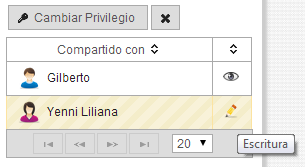 Cambiar Privilegio
Compartido con
Gilberto
Yenni Liliana
20
Escritura